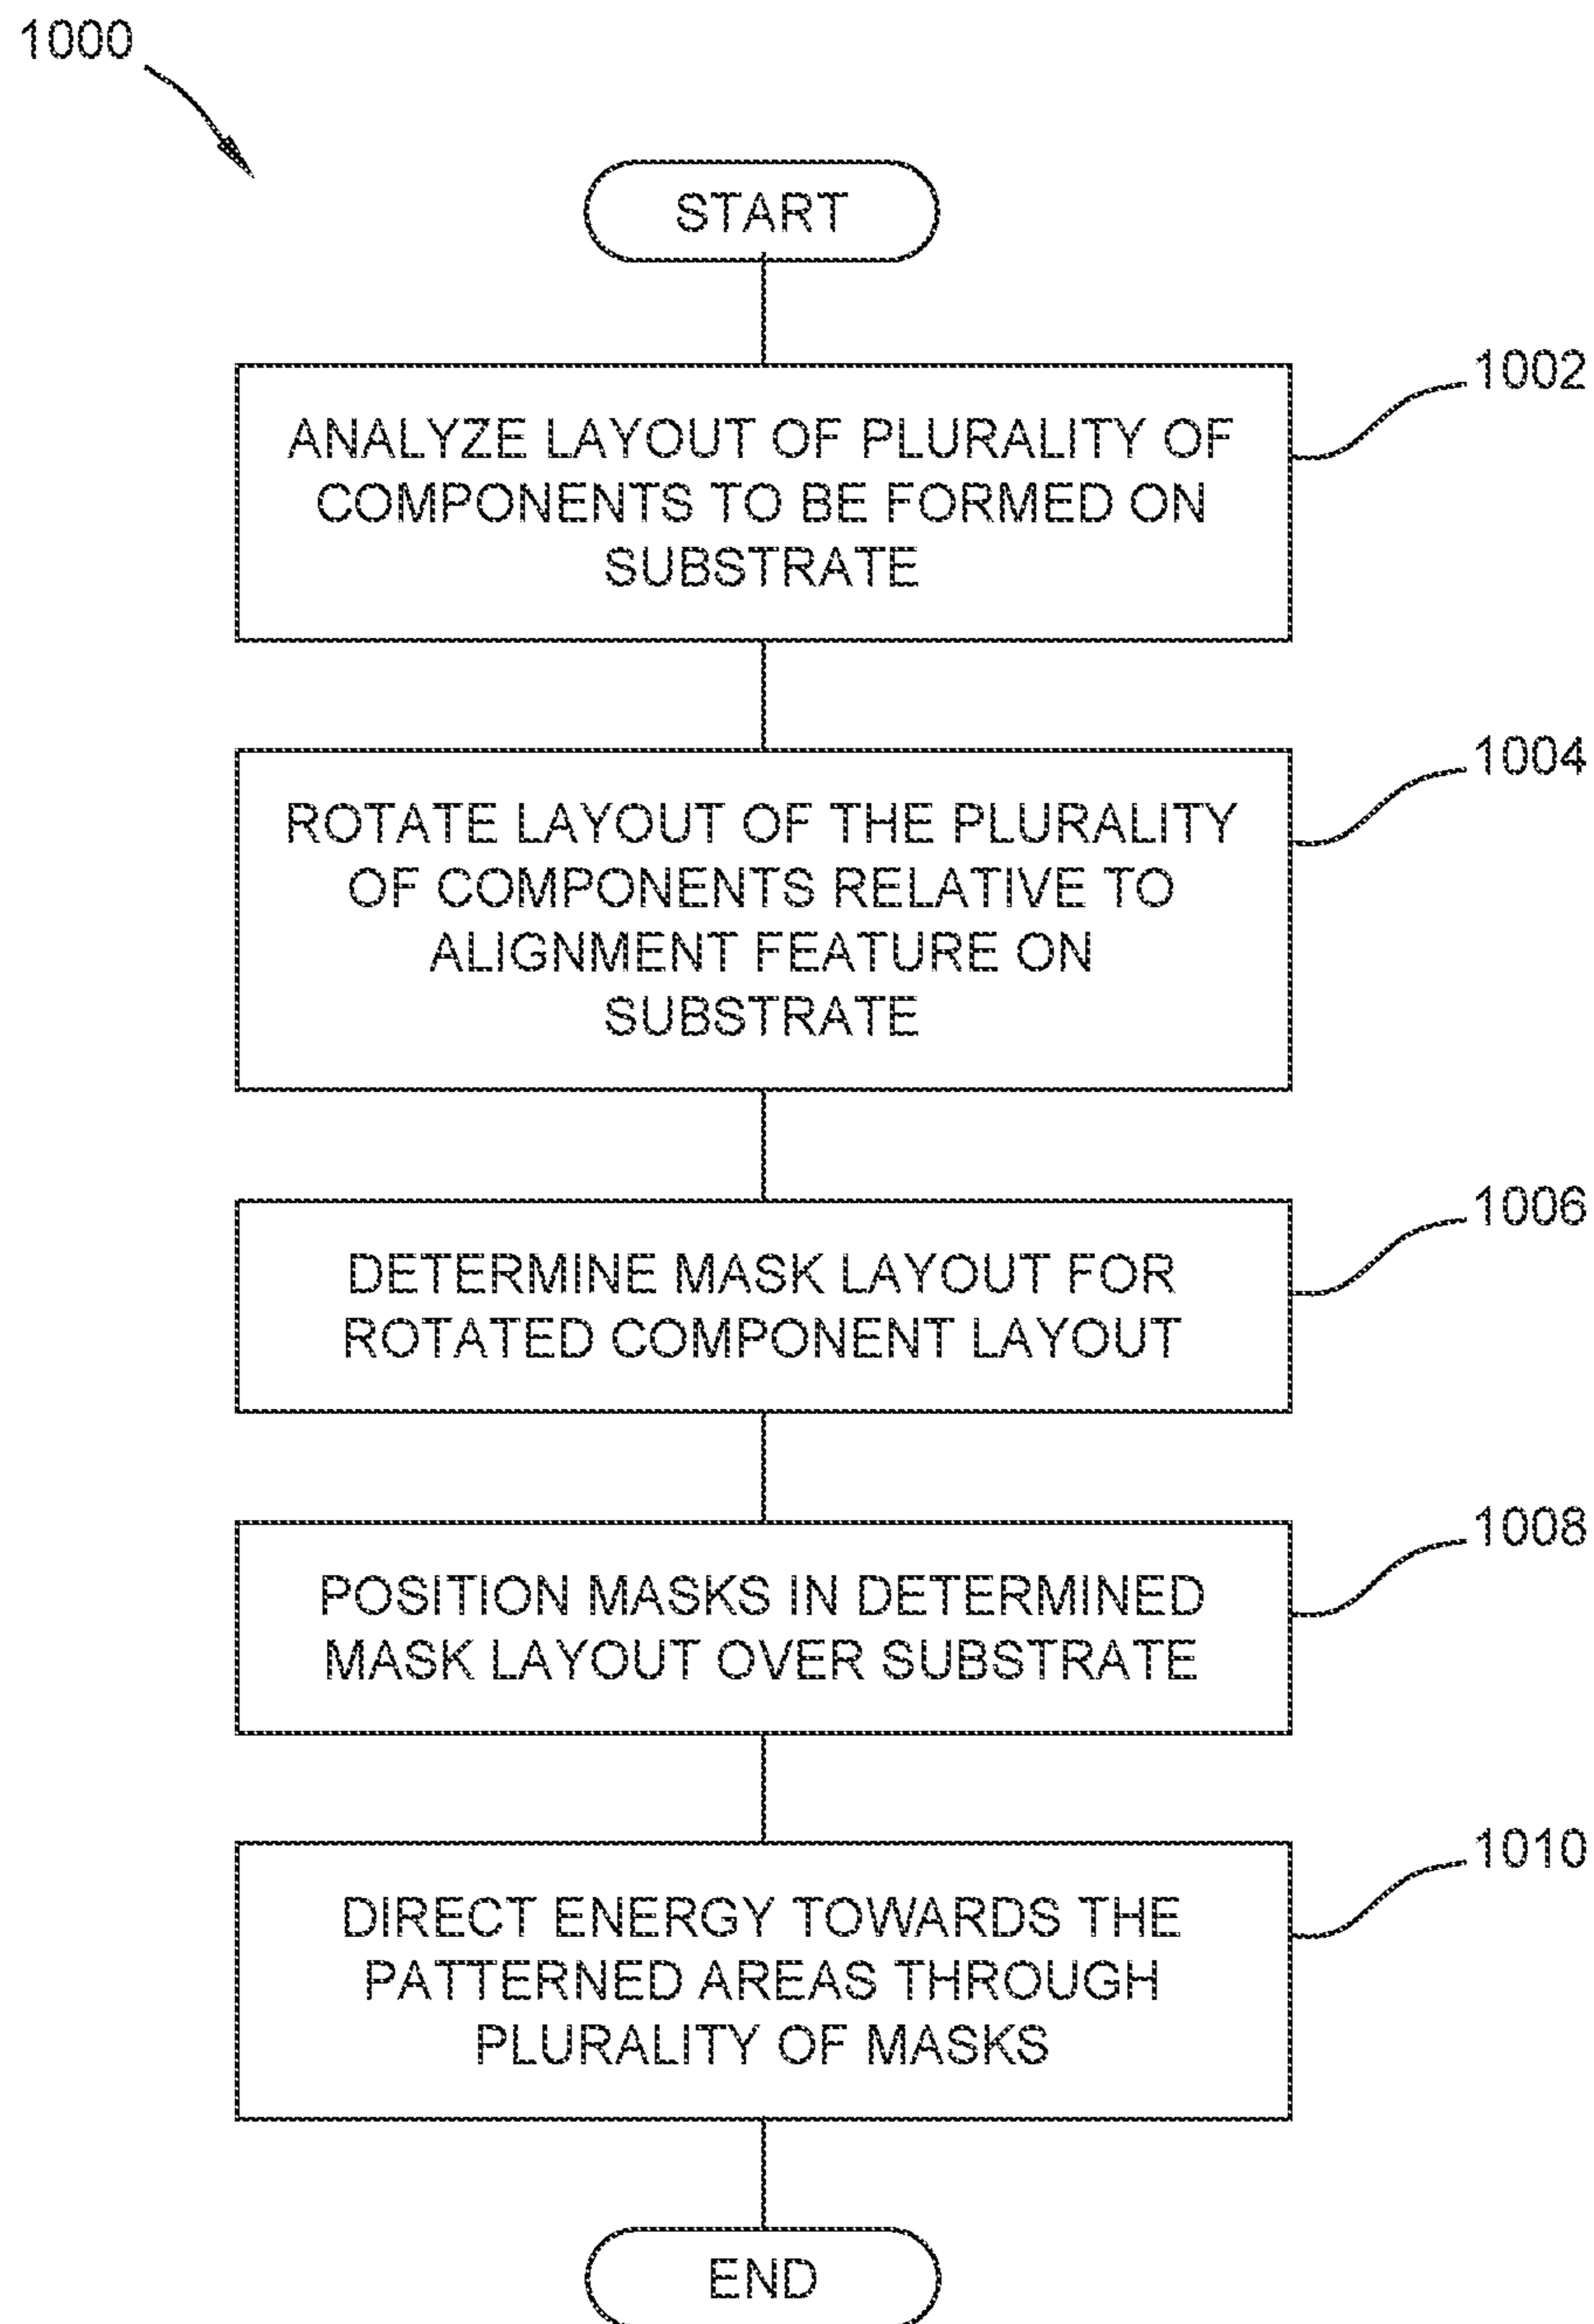 1000
START
1002
ANALYZE LAYOUT OF PLURALITY OF
COMPONENTS TO BE FORMED ON
SUBSTRATE
1004
ROTATE LAYOUT OF THE PLURALITY
OF COMPONENTS RELATIVE TO
ALIGNMENT FEATURE ON
SUBSTRATE
1006
DETERMINE MASK LAYOUT FOR
ROTATED COMPONENT LAYOUT
1008
POSITION MASKS IN DETERMINED
MASK LAYOUT OVER SUBSTRATE
1010
DIRECT ENERGY TOWARDS THE
PATTERNED AREAS THROUGH
PLURALITY OF MASKS
END